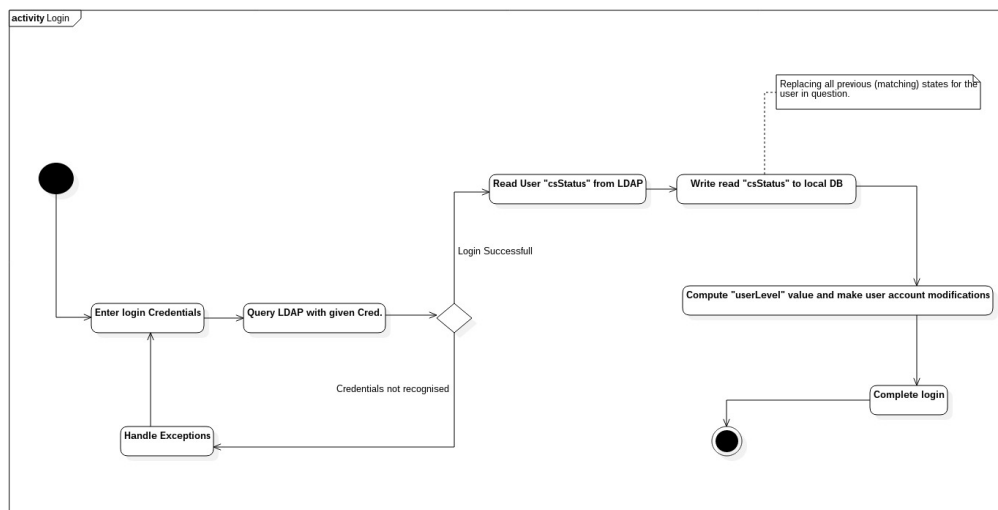 activity Login
Replacing all previous (matching) states for the
user in question.
Read User "csStatus" from LDAP
Write read "csStatus" to local DB
Login Successfull
Compute "userLevel" value and make user account modifications
Enter login Credentials
Query LDAP with given Cred.
Credentials not recognised
Complete login
Handle Exceptions